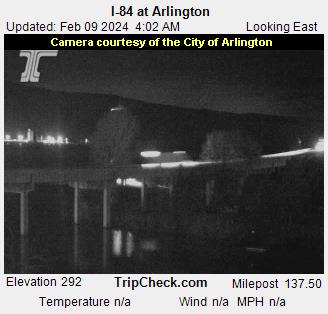 I-84 at Arlington
Updated: Feb 09 2024 4:02 AM Looking East
Camera courtesy of the City of Arlington
Elevation 292 TripCheck.com Milepost 137.50
Temperature n/a Wind n/a MPH n/a